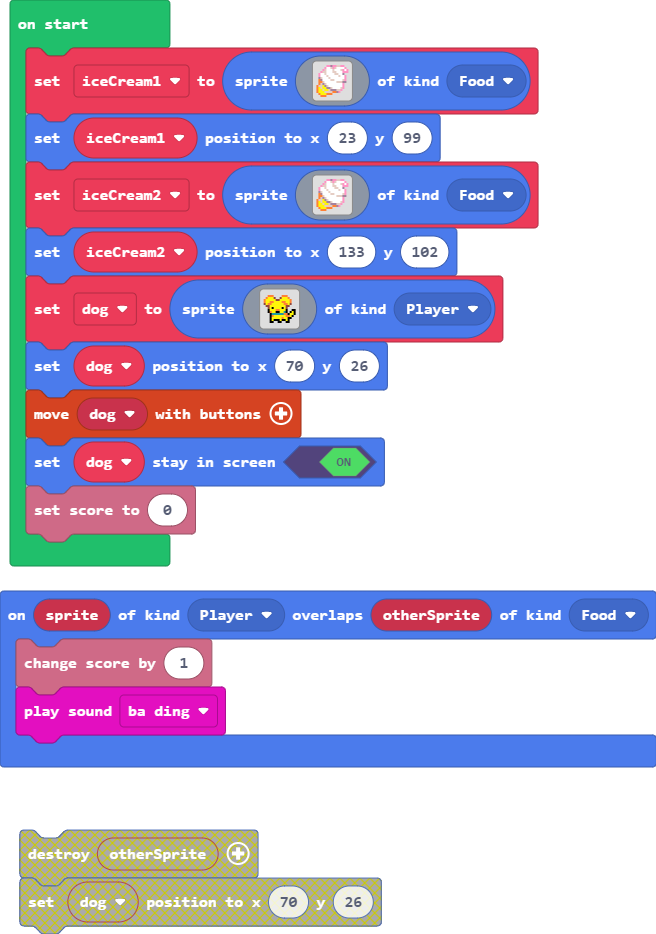 on start
set iceCream1 to sprite of kind Food
set iceCream1 position to x 23 y 99
set iceCream2 to sprite of kind Food
set iceCream2 position to x 133 y 102
set dog to sprite of kind Player
set dog position to x 70 y 26
move dog with buttons
set dog stay in screen ON
set score to 0
on sprite of kind Player overlaps otherSprite of kind Food
change score by 1
play sound ba ding
destroy otherSprite
set dog position to x 70 y 26